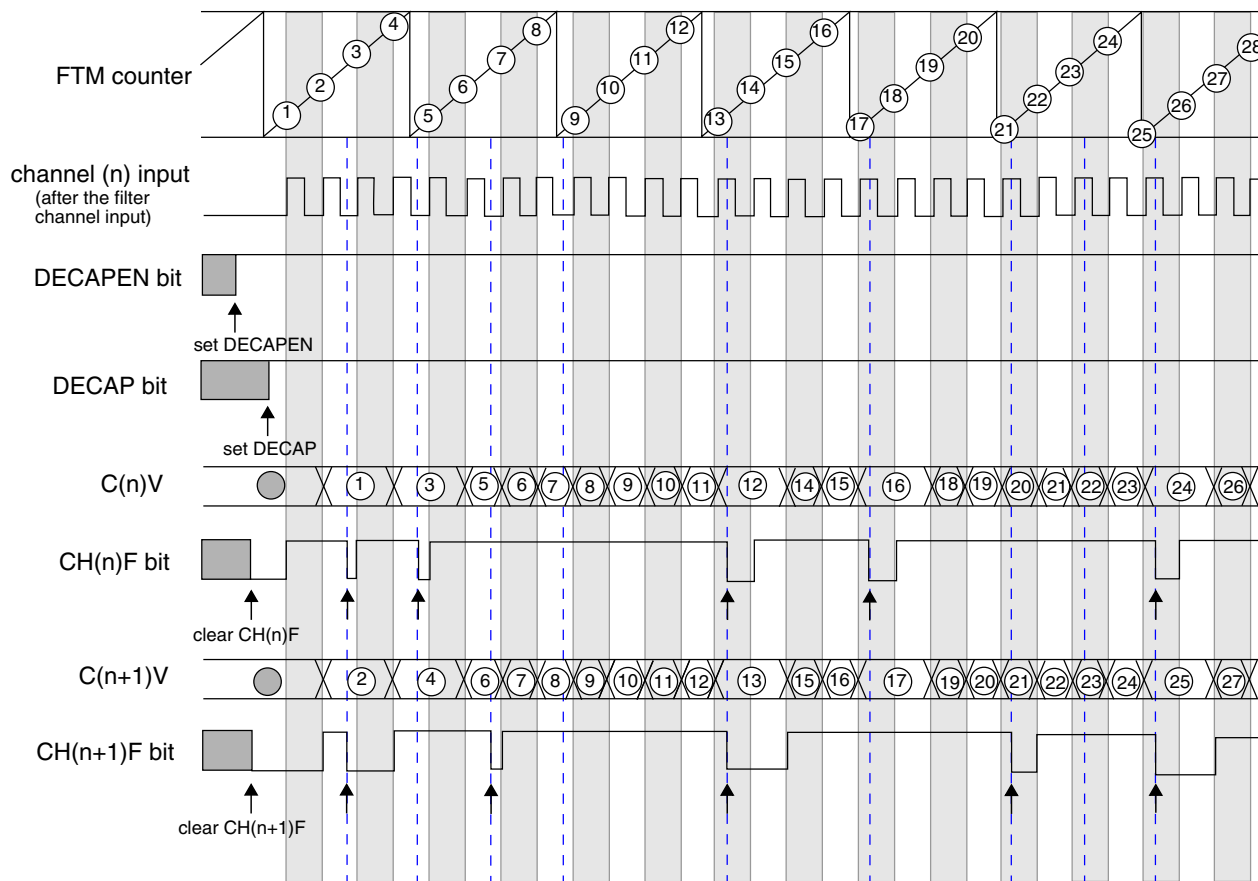 4 8 12 16 20 24 28
3 7 11 15 19 23 27
FTM counter
2 6 10 14 18 22 26
1 5 9 13 17 21 25
channel (n) input
(after the filter
channel input)
DECAPEN bit
set DECAPEN
DECAP bit
set DECAP
C(n)V 1 3 5 6 7 8 9 10 11 12 14 15 16 18 19 20 21 22 23 24 26
CH(n)F bit
clear CH(n)F
C(n+1)V 2 4 6 7 8 9 10 11 12 13 15 16 17 19 20 21 22 23 24 25 27
CH(n+1)F bit
clear CH(n+1)F